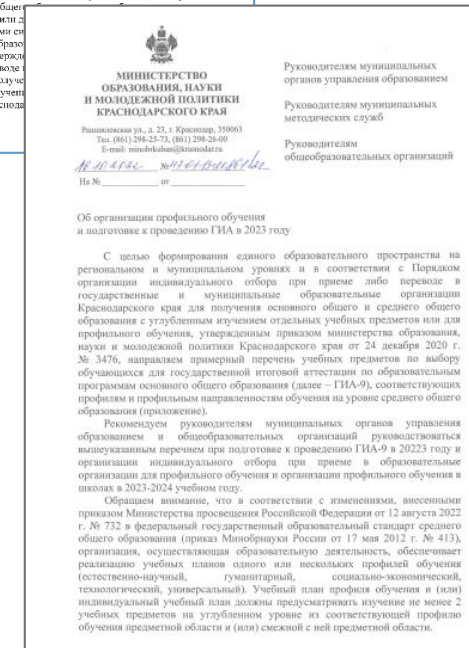 МИНИСТЕРСТВО
ОБРАЗОВАНИЯ, НАУКИ
И МОЛОДЕЖНОЙ ПОЛИТИКИ
КРАСНОДАРСКОГО КРАЯ
Рашпилевская ул., д. 23, г. Краснодар, 350063
Тел. (861) 298-25-73, (861) 298-26-00
E-mail: minobrkuban@krasnodar.ru
На № от
Руководителям муниципальных
органов управления образованием
Руководителям муниципальных
методических служб
Руководителям
общеобразовательных организаций
Об организации профильного обучения
и подготовке к проведению ГИА в 2023 году
С целью формирования единого образовательного пространства на
региональном и муниципальном уровнях и в соответствии с Порядком
организации индивидуального отбора при приеме либо переводе в
государственные и муниципальные образовательные организации
Краснодарского края для получения основного общего и среднего общего
образования с углубленным изучением отдельных учебных предметов или для
профильного обучения, утвержденным приказом министерства образования,
науки и молодежной политики Краснодарского края от 24 декабря 2020 г.
№ 3476, направляем примерный перечень учебных предметов по выбору
обучающихся для государственной итоговой аттестации по образовательным
программам основного общего образования (далее – ГИА-9), соответствующих
профилям и профильным направленностям обучения на уровне среднего общего
образования (приложение).
Рекомендуем руководителям муниципальных органов управления
образованием и общеобразовательных организаций руководствоваться
вышеуказанным перечнем при подготовке к проведению ГИА-9 в 20223 году и
организации индивидуального отбора при приеме в образовательные
организации для профильного обучения и организации профильного обучения в
школах в 2023-2024 учебном году.
Обращаем внимание, что в соответствии с изменениями, внесенными
приказом Министерства просвещения Российской Федерации от 12 августа 2022
г. № 732 в федеральный государственный образовательный стандарт среднего
общего образования (приказ Минобрнауки России от 17 мая 2012 г. № 413),
организация, осуществляющая образовательную деятельность, обеспечивает
реализацию учебных планов одного или нескольких профилей обучения
(естественно-научный, гуманитарный, социально-экономический,
технологический, универсальный). Учебный план профиля обучения и (или)
индивидуальный учебный план должны предусматривать изучение не менее 2
учебных предметов на углубленном уровне из соответствующей профилю
обучения предметной области и (или) смежной с ней предметной области.